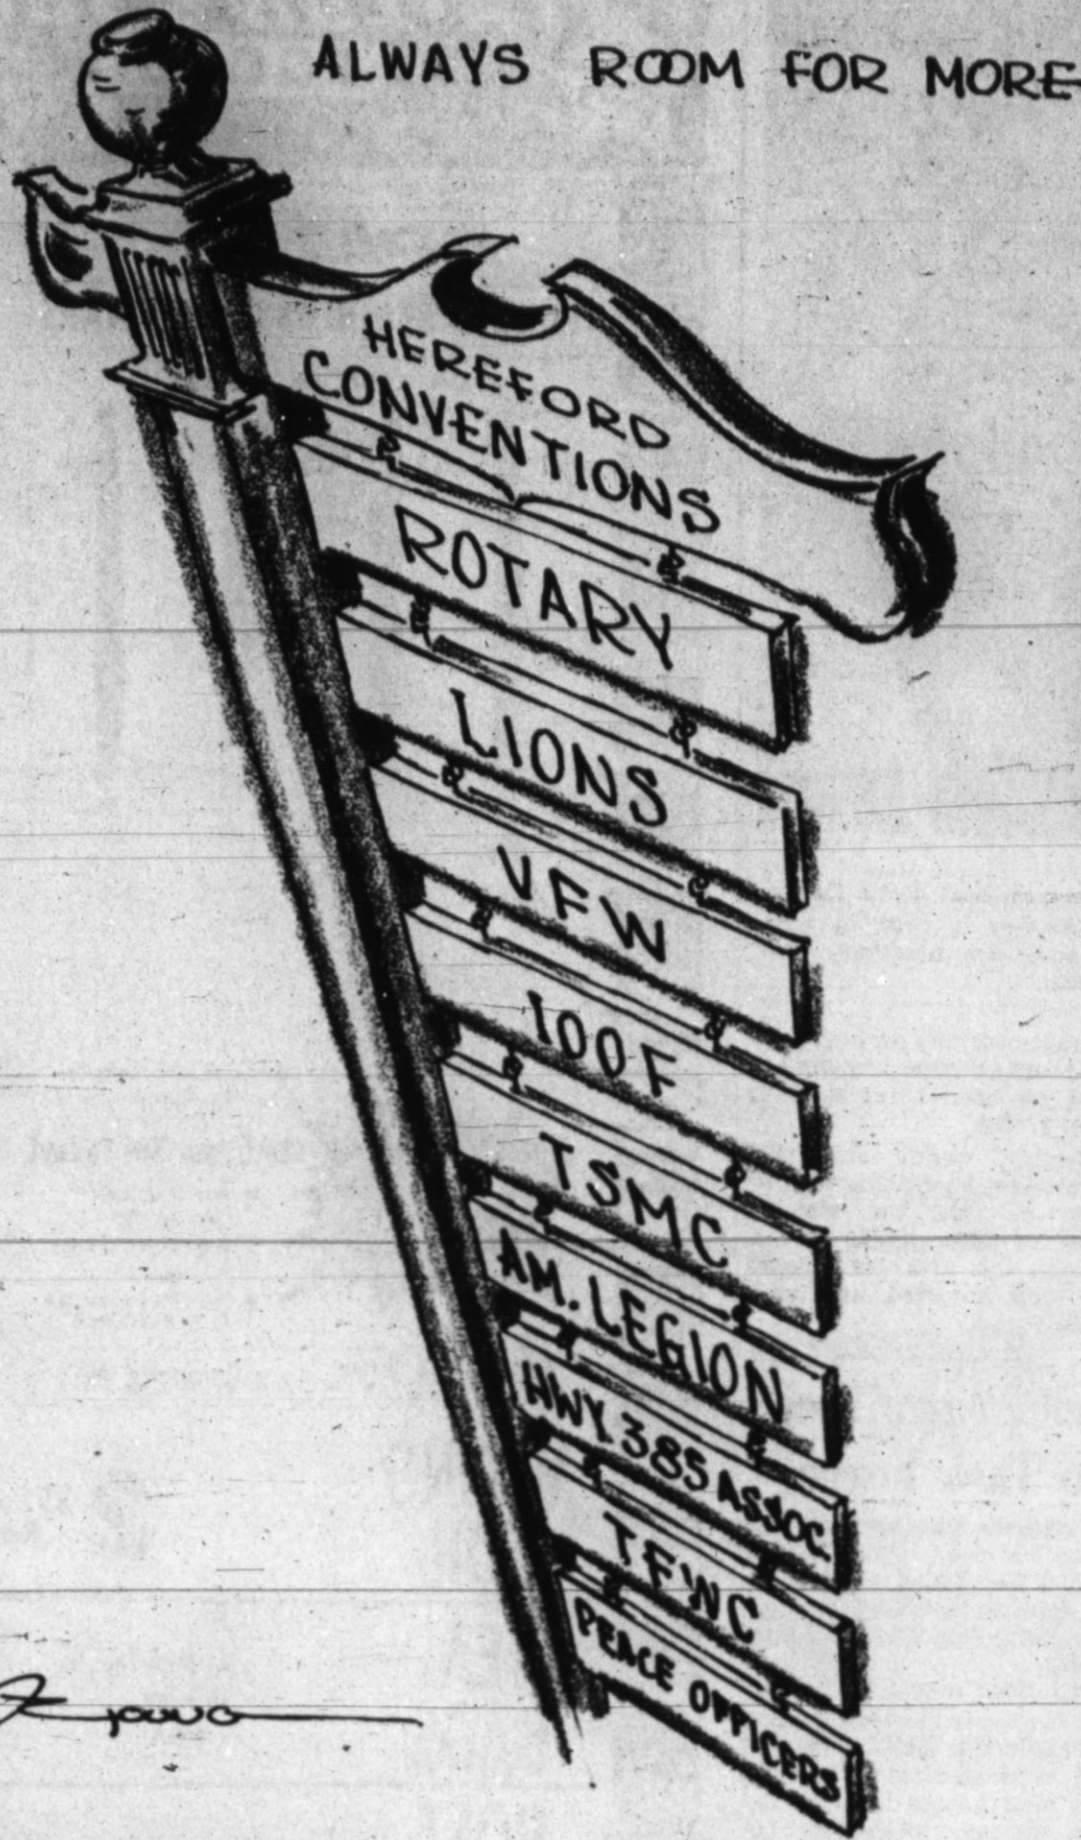 ALWAYS ROOM FOR MORE-
HEREFORD
CONVENTIONS
ROTARY
LIONS
VFW
IOOF
TSMC
AM. LEGION
HWY. 385 ASSOC.
TFWC
PEACE OFFICERS